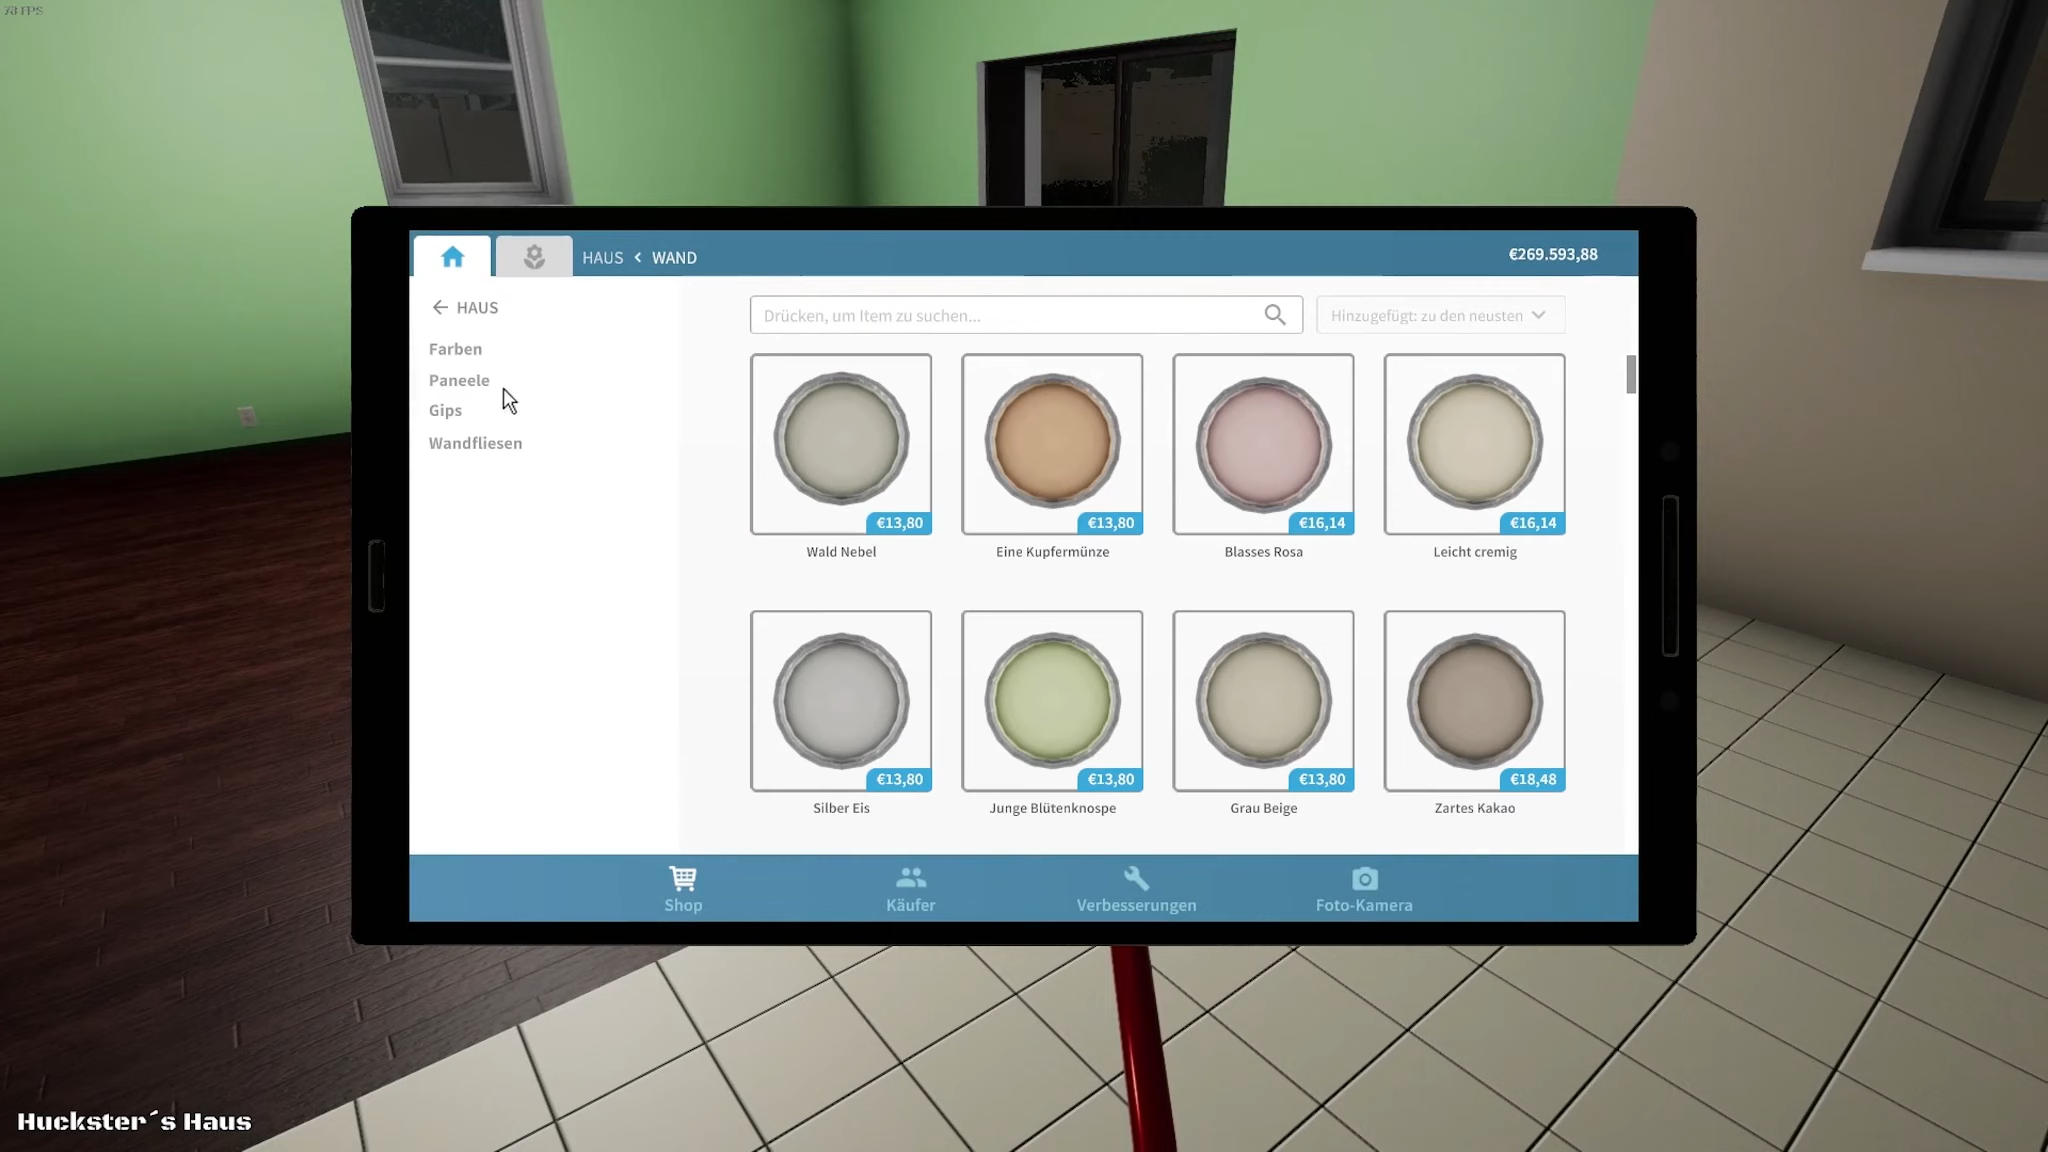 73 FPS
HAUS < WAND
€269.593,88
← HAUS
Farben
Paneele
Gips
Wandfliesen
Drücken, um Item zu suchen...
Hinzugefügt: zu den neusten
€13,80
€13,80
€16,14
€16,14
Wald Nebel
Eine Kupfermünze
Blasses Rosa
Leicht cremig
€13,80
€13,80
€13,80
€18,48
Silber Eis
Junge Blütenknospe
Grau Beige
Zartes Kakao
Shop
Käufer
Verbesserungen
Foto-Kamera
Huckster´s Haus